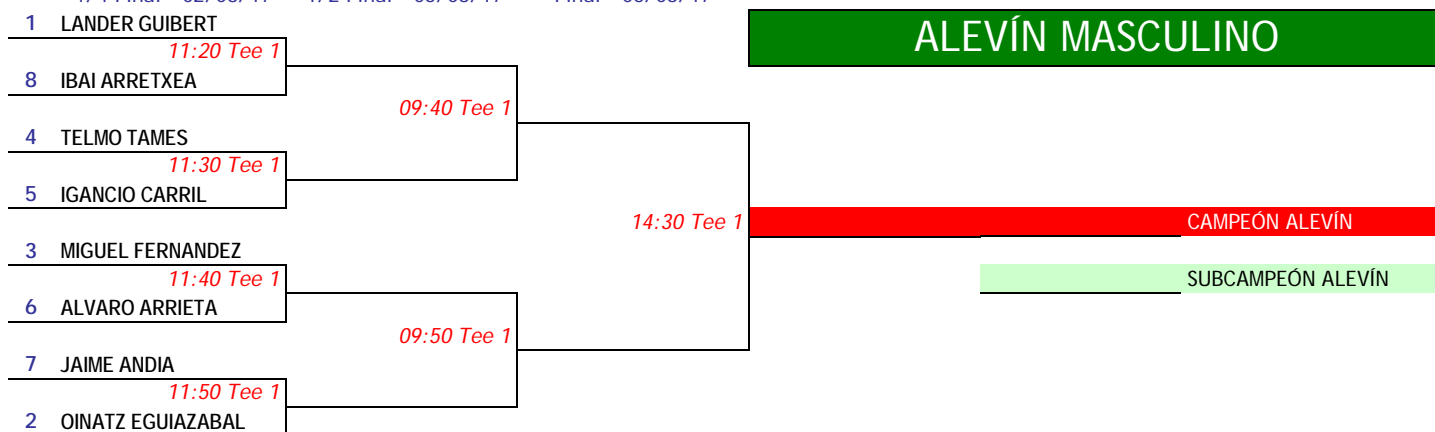 ALEVÍN MASCULINO
1 LANDER GUIBERT
11:20 Tee 1
8 IBAI ARRETXEA
09:40 Tee 1
4 TELMO TAMES
11:30 Tee 1
5 IGANCIO CARRIL
14:30 Tee 1
CAMPEÓN ALEVÍN
3 MIGUEL FERNANDEZ
11:40 Tee 1
SUBCAMPEÓN ALEVÍN
6 ALVARO ARRIETA
09:50 Tee 1
7 JAIME ANDIA
11:50 Tee 1
2 OINATZ EGUIAZABAL